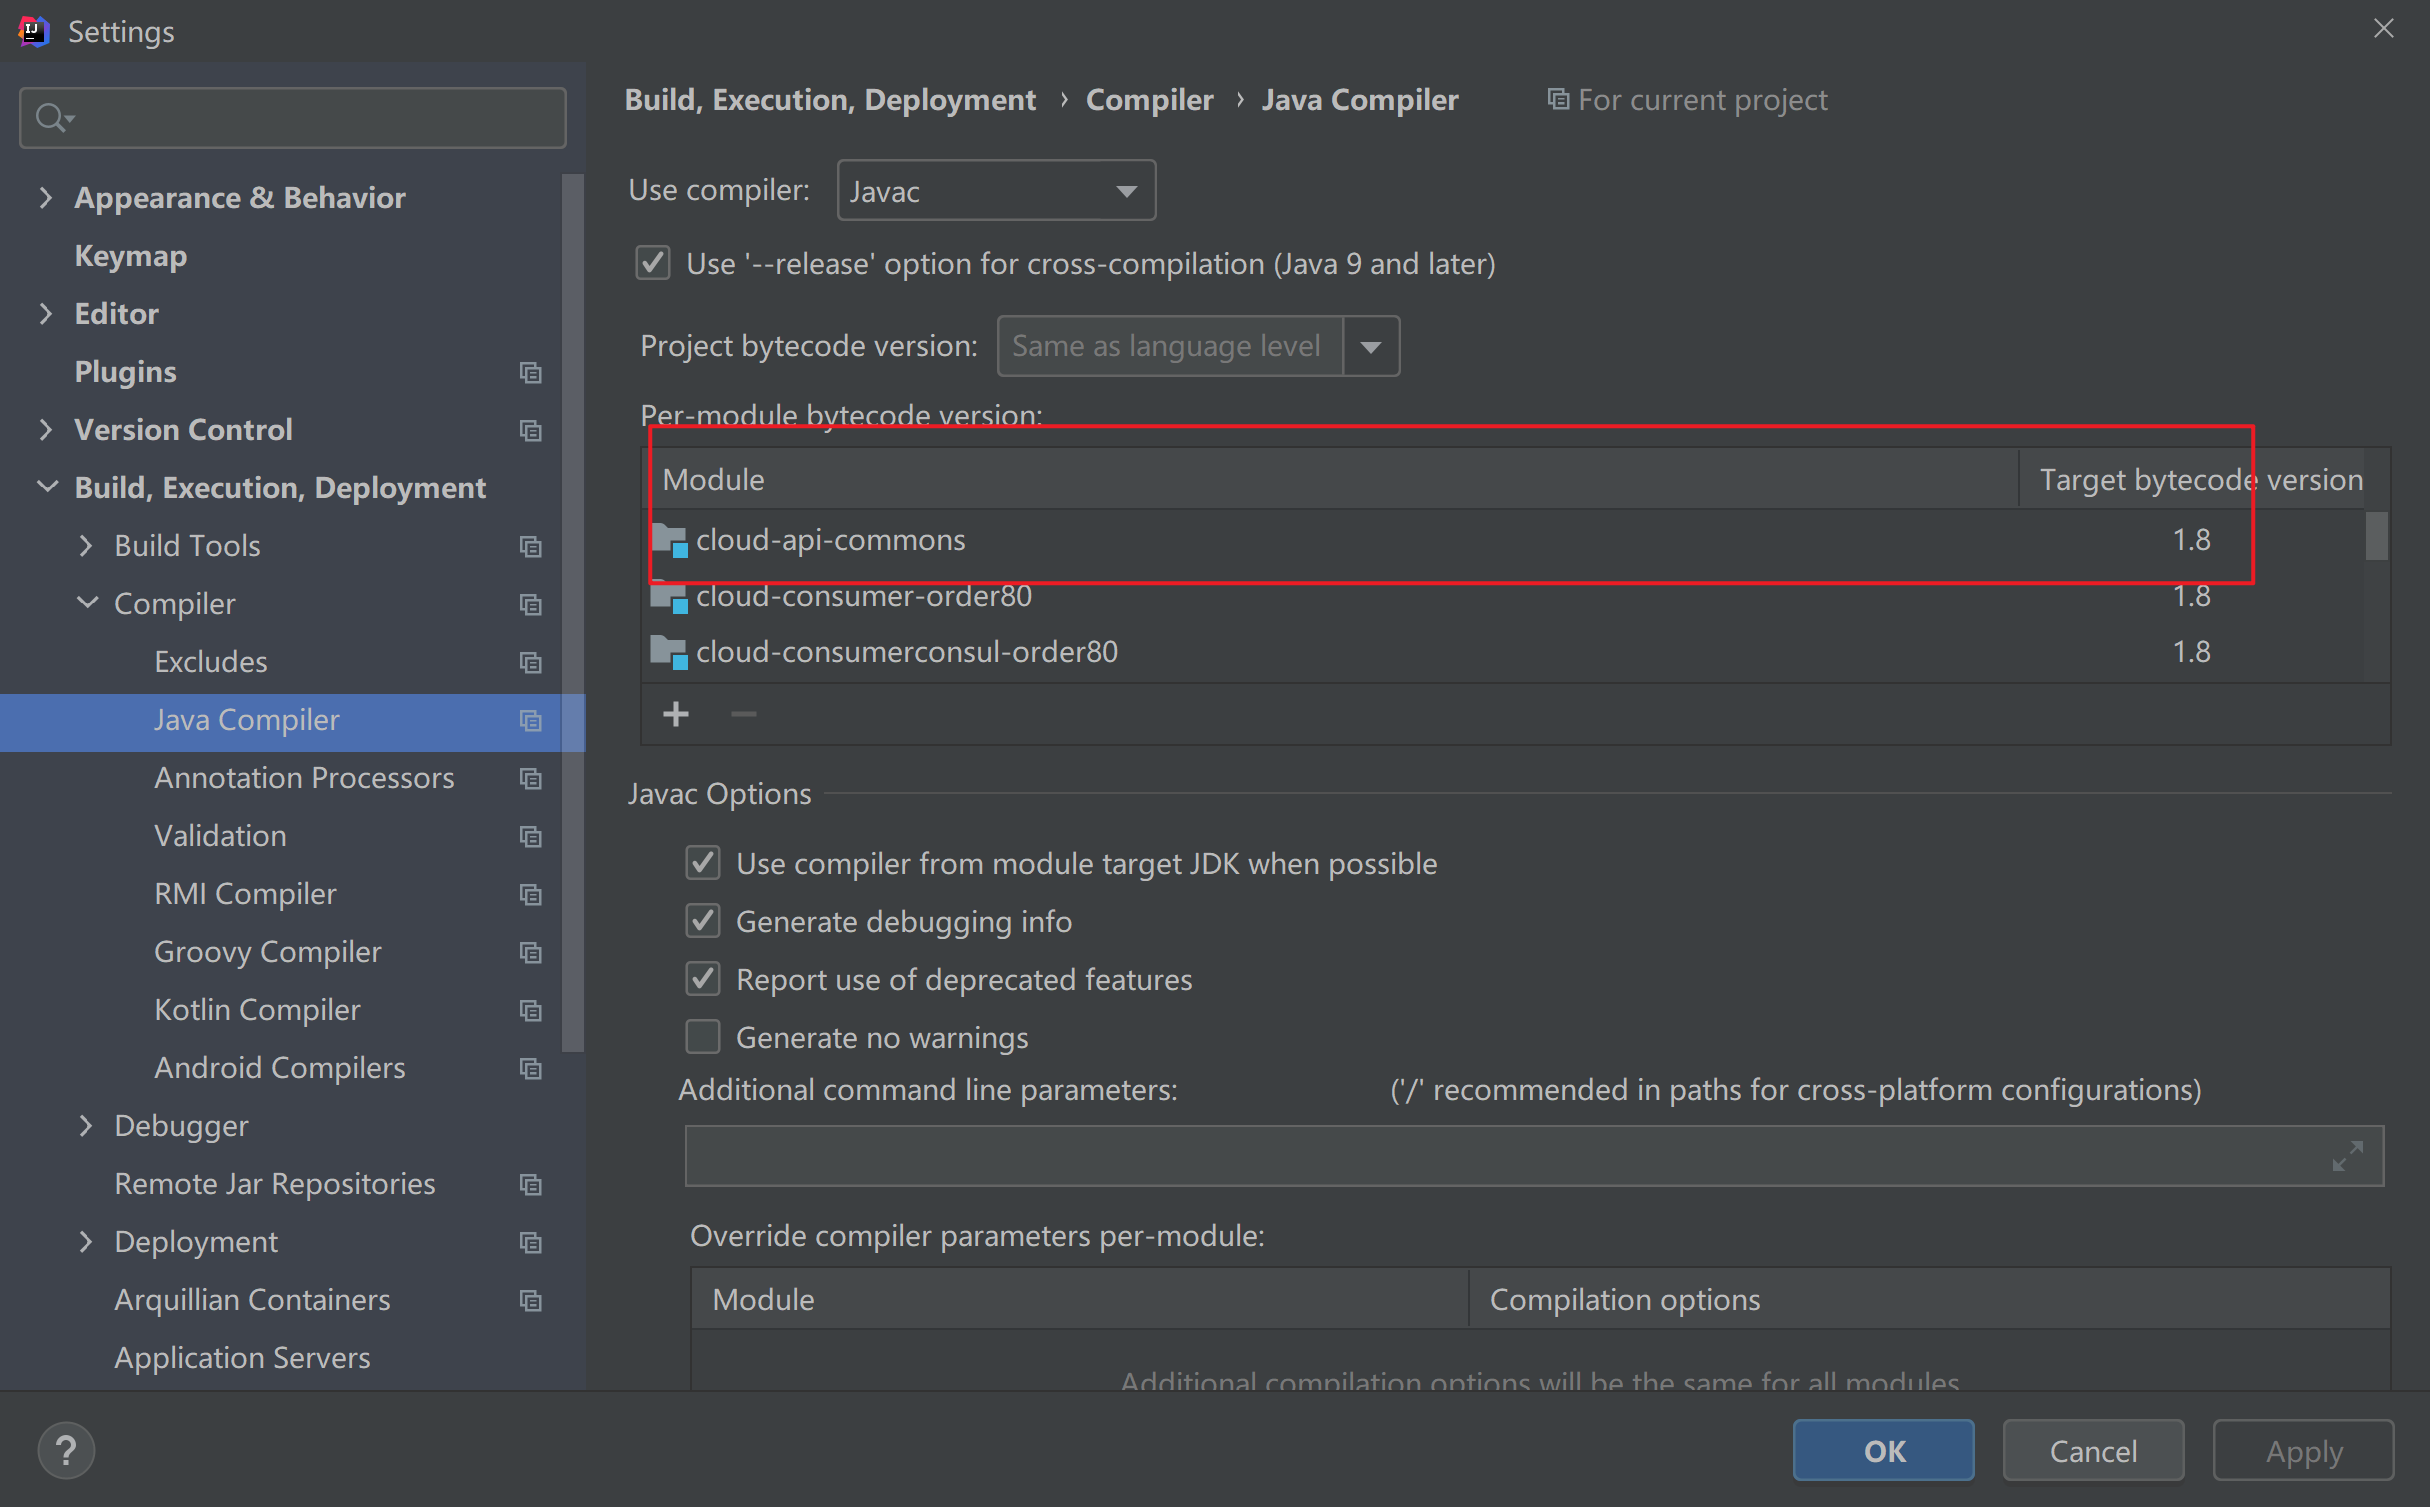 Settings
Build, Execution, Deployment › Compiler › Java Compiler For current project
Use compiler: Javac
Use '--release' option for cross-compilation (Java 9 and later)
Project bytecode version: Same as language level
Per-module bytecode version:
Module Target bytecode version
cloud-api-commons 1.8
cloud-consumer-order80 1.8
cloud-consumerconsul-order80 1.8
Javac Options
Use compiler from module target JDK when possible
Generate debugging info
Report use of deprecated features
Generate no warnings
Additional command line parameters: ('/' recommended in paths for cross-platform configurations)
Override compiler parameters per-module:
Module Compilation options
Additional compilation options will be the same for all modules
Appearance & Behavior
Keymap
Editor
Plugins
Version Control
Build, Execution, Deployment
Build Tools
Compiler
Excludes
Java Compiler
Annotation Processors
Validation
RMI Compiler
Groovy Compiler
Kotlin Compiler
Android Compilers
Debugger
Remote Jar Repositories
Deployment
Arquillian Containers
Application Servers
? OK Cancel Apply